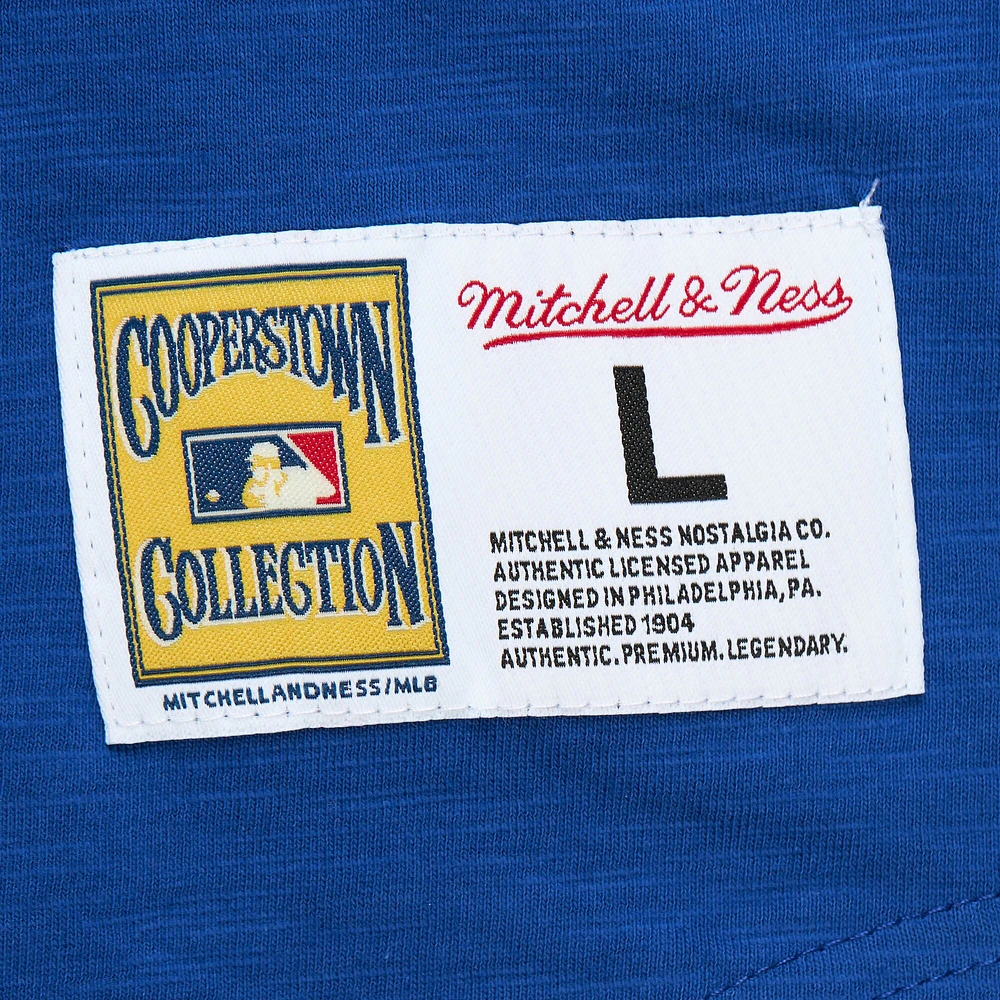 COOPERSTOWN
COLLECTION
MITCHELLANDNESS/MLB
Mitchell & Ness
L
MITCHELL & NESS NOSTALGIA CO.
AUTHENTIC LICENSED APPAREL
DESIGNED IN PHILADELPHIA, PA.
ESTABLISHED 1904
AUTHENTIC. PREMIUM. LEGENDARY.